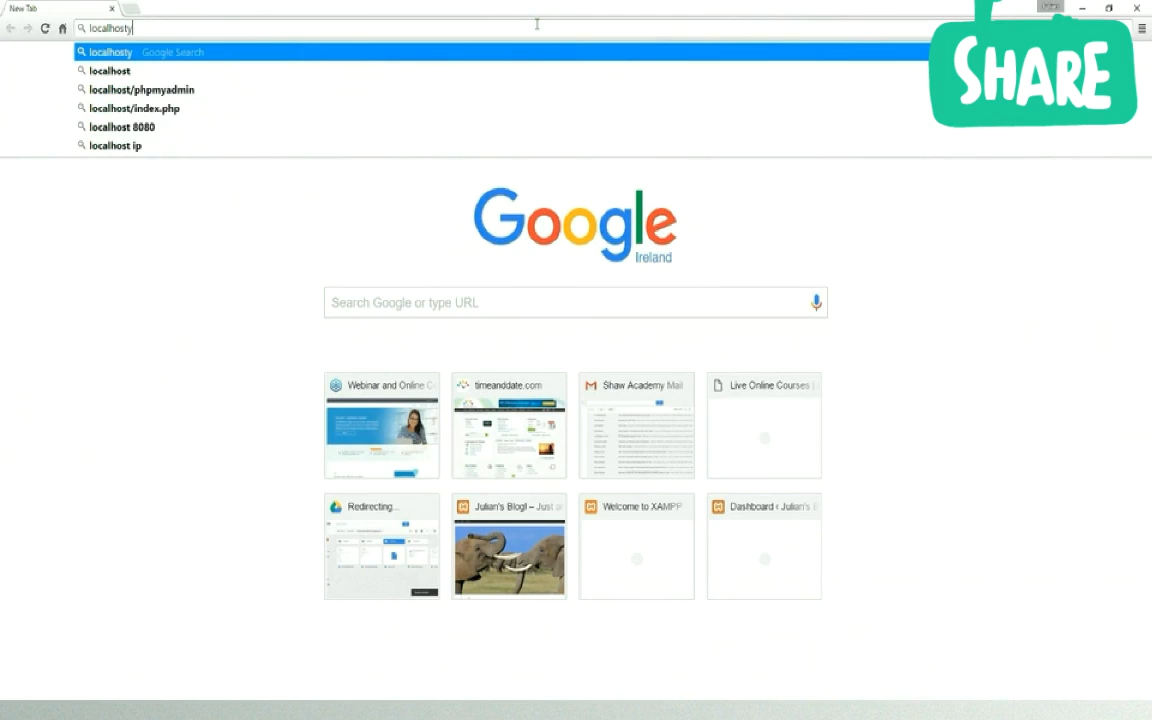 New Tab
localhosty
localhosty Google Search
localhost
localhost/phpmyadmin
localhost/index.php
localhost 8080
localhost ip
SHARE
Google
Ireland
Search Google or type URL
Webinar and Online C
timeanddate.com
Shaw Academy Mail
Live Online Courses
Redirecting...
Julian's Blog! – Just a
Welcome to XAMPP
Dashboard ‹ Julian's B